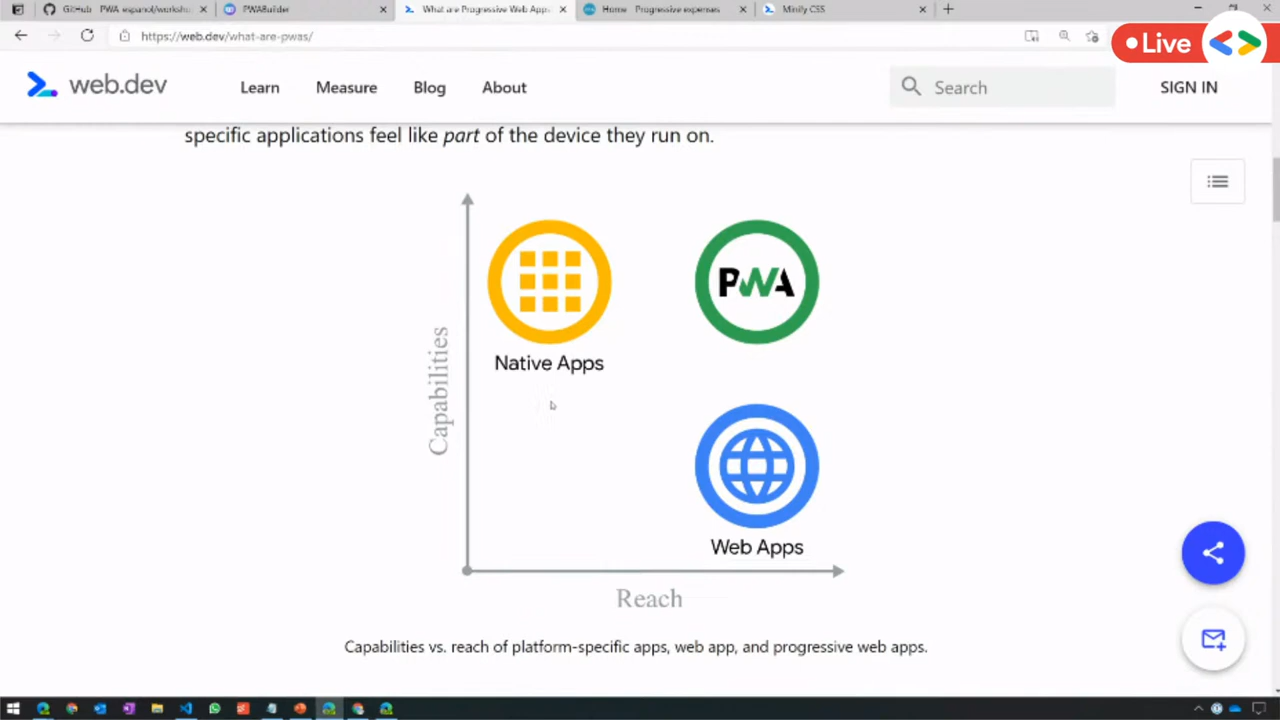 GitHub PWA espanol/worksho
PWABuilder
What are Progressive Web Apps
Home Progressive expenses
Minify CSS
https://web.dev/what-are-pwas/
Live
web.dev
Learn
Measure
Blog
About
Search
SIGN IN
specific applications feel like part of the device they run on.
Capabilities
Native Apps
PWA
Web Apps
Reach
Capabilities vs. reach of platform-specific apps, web app, and progressive web apps.